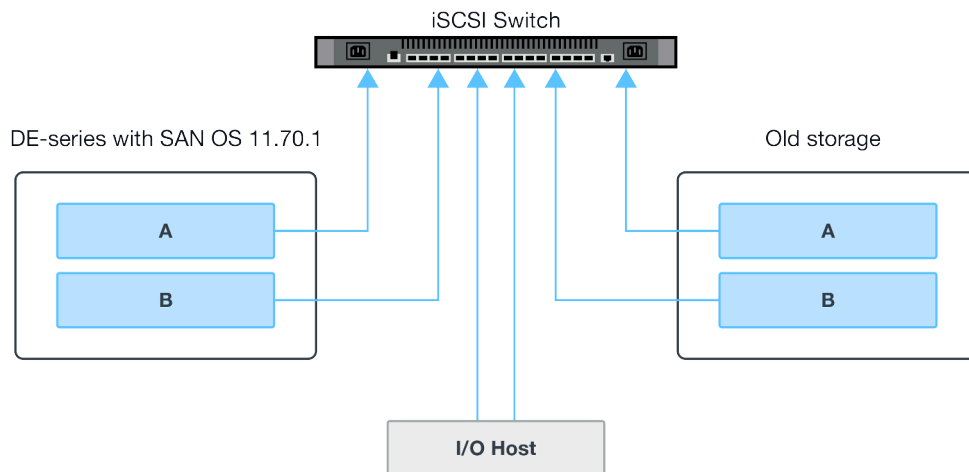 iSCSI Switch
DE-series with SAN OS 11.70.1
Old storage
A
A
B
B
I/O Host